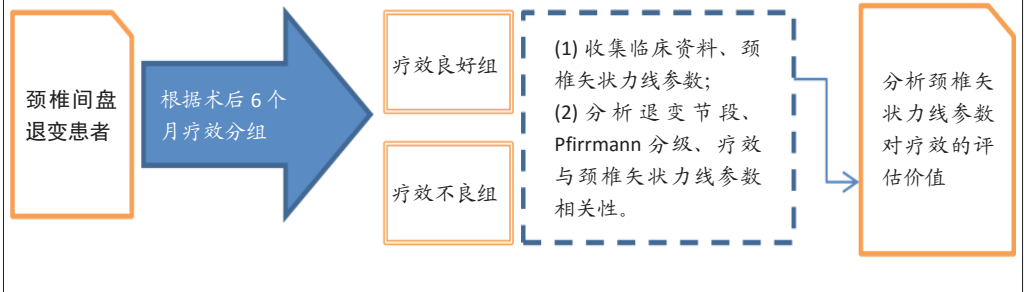 颈椎间盘
退变患者
根据术后 6 个
月疗效分组
疗效良好组
疗效不良组
(1) 收集临床资料、颈
椎矢状力线参数;
(2) 分析退变节段、
Pfirrmann 分级、疗效
与颈椎矢状力线参数
相关性。
分析颈椎矢
状力线参数
对疗效的评
估价值